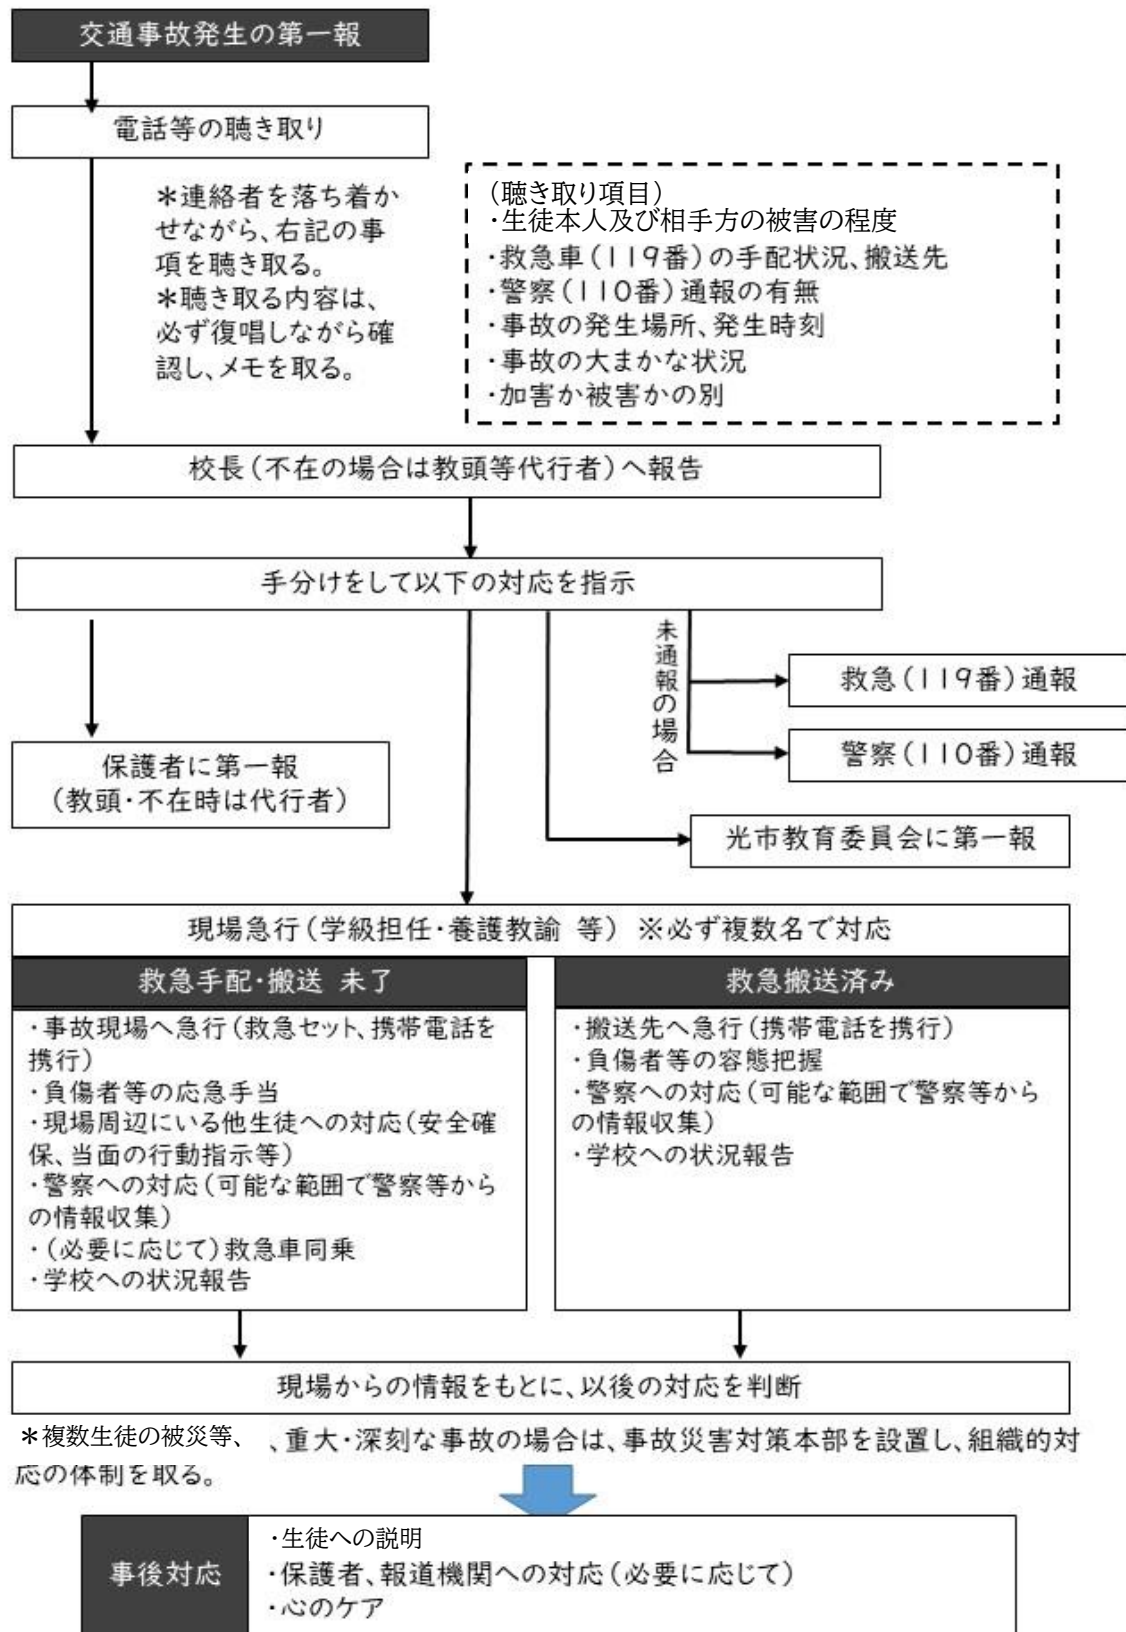 交通事故発生の第一報
電話等の聴き取り
＊連絡者を落ち着か
せながら、右記の事
項を聴き取る。
＊聴き取る内容は、
必ず復唱しながら確
認し、メモを取る。
（聴き取り項目）
・生徒本人及び相手方の被害の程度
・救急車（１１９番）の手配状況、搬送先
・警察（１１０番）通報の有無
・事故の発生場所、発生時刻
・事故の大まかな状況
・加害か被害かの別
校長（不在の場合は教頭等代行者）へ報告
手分けをして以下の対応を指示
未通報の場合
救急（１１９番）通報
警察（１１０番）通報
保護者に第一報
（教頭・不在時は代行者）
光市教育委員会に第一報
現場急行（学級担任・養護教諭 等）※必ず複数名で対応
救急手配・搬送 未了
・事故現場へ急行（救急セット、携帯電話を
携行）
・負傷者等の応急手当
・現場周辺にいる他生徒への対応（安全確
保、当面の行動指示等）
・警察への対応（可能な範囲で警察等から
の情報収集）
・（必要に応じて）救急車同乗
・学校への状況報告
救急搬送済み
・搬送先へ急行（携帯電話を携行）
・負傷者等の容態把握
・警察への対応（可能な範囲で警察等から
の情報収集）
・学校への状況報告
現場からの情報をもとに、以後の対応を判断
＊複数生徒の被災等、 、重大・深刻な事故の場合は、事故災害対策本部を設置し、組織的対
応の体制を取る。
事後対応
・生徒への説明
・保護者、報道機関への対応（必要に応じて）
・心のケア